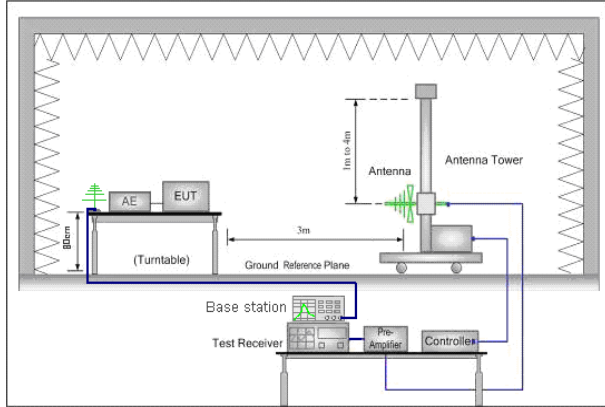 1m to 4m
Antenna
Antenna Tower
EUT
AE
80cm
3m
(Turntable)
Ground Reference Plane
Base station
Test Receiver
Pre-
Amplifier
Controller